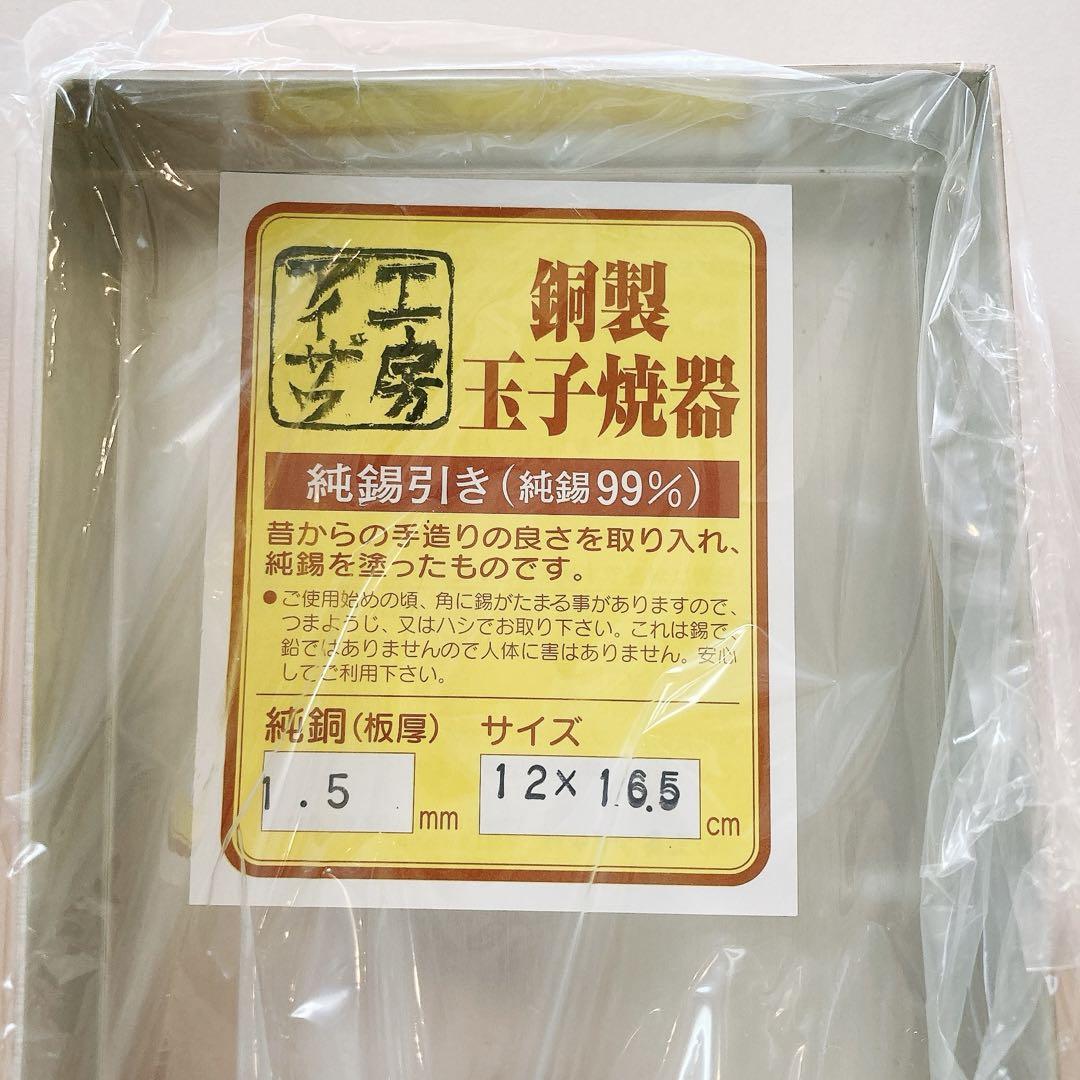 工房
アイザワ
銅製
玉子焼器
純錫引き(純錫99%)
昔からの手造りの良さを取り入れ、
純錫を塗ったものです。
●ご使用始めの頃、角に錫がたまる事がありますので、
つまようじ、又はハシでお取り下さい。これは錫で、
鉛ではありませんので人体に害はありません。安心
してご利用下さい。
純銅(板厚) サイズ
1.5 mm 12×16.5 cm